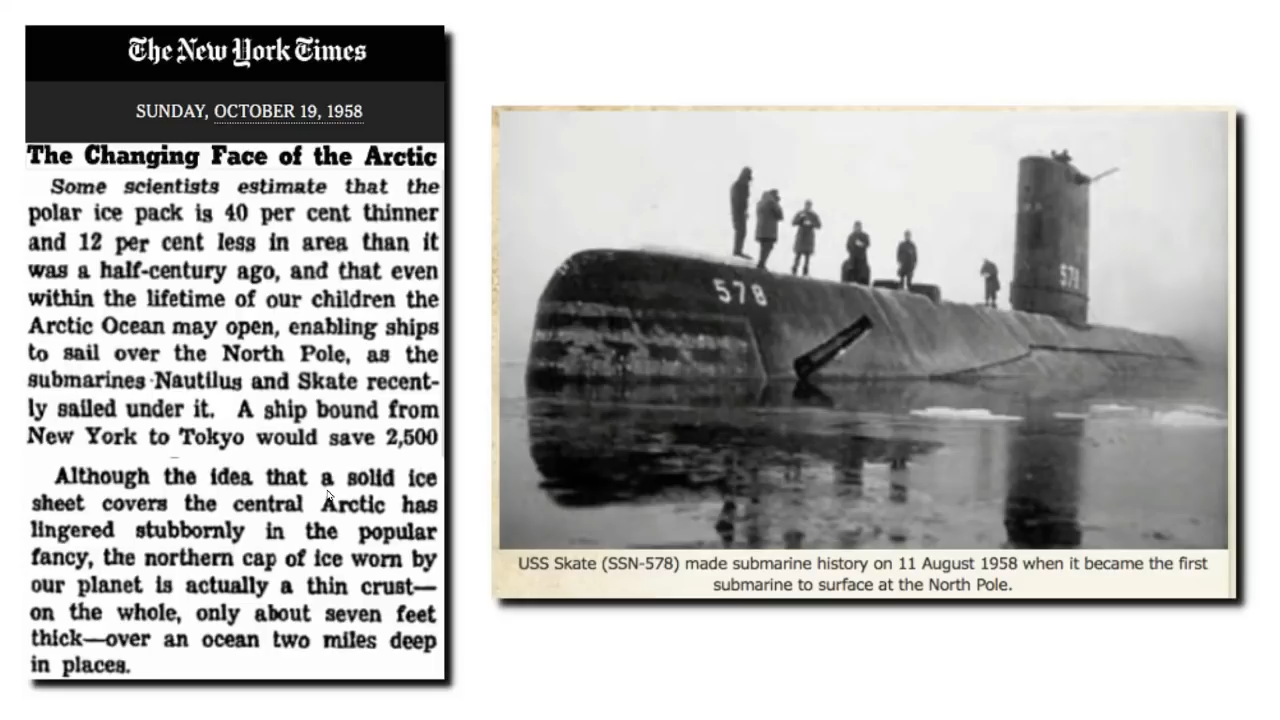 The New York Times
SUNDAY, OCTOBER 19, 1958
The Changing Face of the Arctic
Some scientists estimate that the
polar ice pack is 40 per cent thinner
and 12 per cent less in area than it
was a half-century ago, and that even
within the lifetime of our children the
Arctic Ocean may open, enabling ships
to sail over the North Pole, as the
submarines Nautilus and Skate recent-
ly sailed under it. A ship bound from
New York to Tokyo would save 2,500
Although the idea that a solid ice
sheet covers the central Arctic has
lingered stubbornly in the popular
fancy, the northern cap of ice worn by
our planet is actually a thin crust—
on the whole, only about seven feet
thick—over an ocean two miles deep
in places.
578
578
USS Skate (SSN-578) made submarine history on 11 August 1958 when it became the first
submarine to surface at the North Pole.